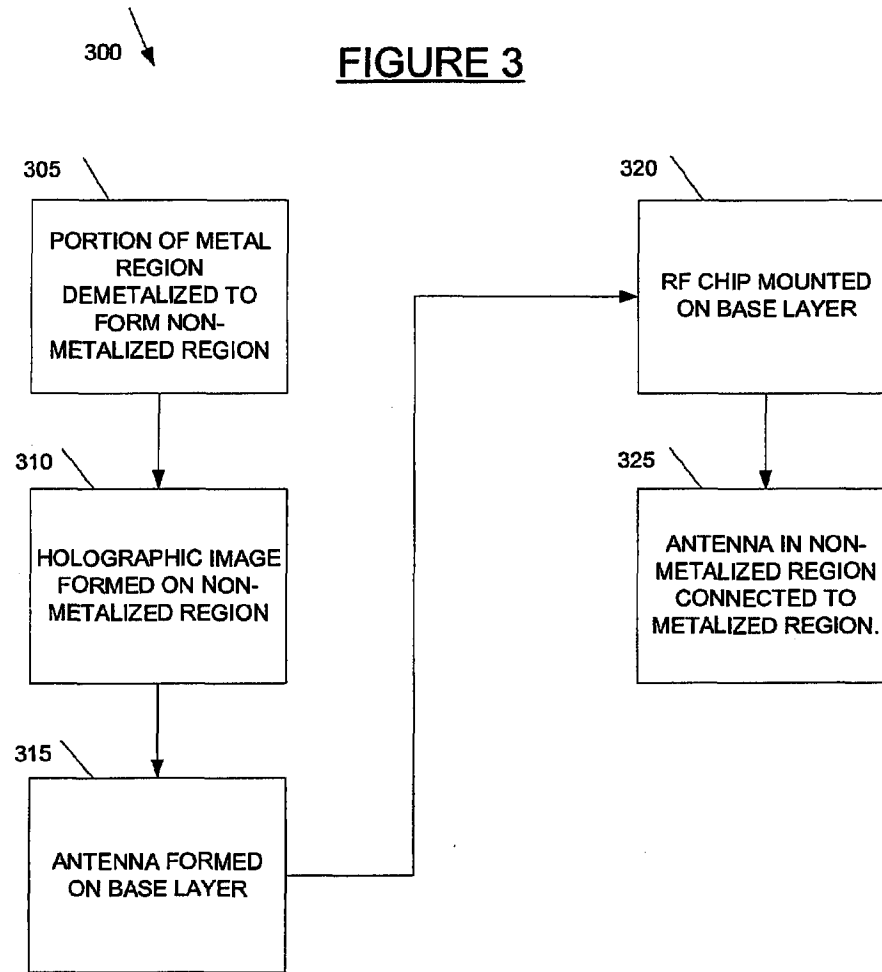 300
FIGURE 3
305
PORTION OF METAL
REGION
DEMETALIZED TO
FORM NON-
METALIZED REGION
310
HOLOGRAPHIC IMAGE
FORMED ON NON-
METALIZED REGION
315
ANTENNA FORMED
ON BASE LAYER
320
RF CHIP MOUNTED
ON BASE LAYER
325
ANTENNA IN NON-
METALIZED REGION
CONNECTED TO
METALIZED REGION.